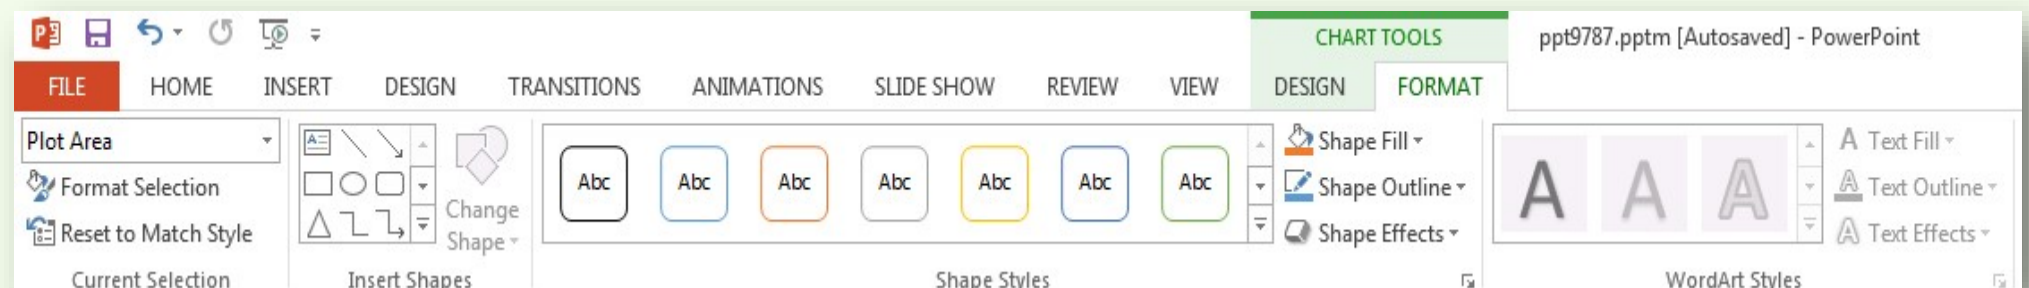 CHART TOOLS ppt9787.pptm [Autosaved] - PowerPoint
FILE HOME INSERT DESIGN TRANSITIONS ANIMATIONS SLIDE SHOW REVIEW VIEW DESIGN FORMAT
Plot Area
Format Selection
Reset to Match Style
Current Selection
Change
Shape
Insert Shapes
Abc Abc Abc Abc Abc Abc Abc
Shape Fill
Shape Outline
Shape Effects
Shape Styles
A A A
Text Fill
Text Outline
Text Effects
WordArt Styles